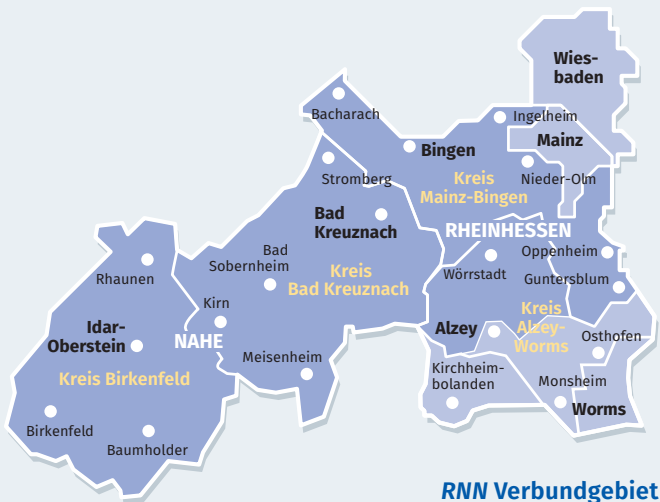 Wies-
baden
Bacharach
Ingelheim
Mainz
Bingen
Stromberg
Kreis
Mainz-Bingen
Nieder-Olm
Bad
Kreuznach
RHEINHESSEN
Bad
Sobernheim
Oppenheim
Rhaunen
Kreis
Bad Kreuznach
Wörrstadt
Guntersblum
Kirn
Idar-
Oberstein
NAHE
Alzey
Kreis
Alzey-
Worms
Osthofen
Meisenheim
Kirchheim-
bolanden
Kreis Birkenfeld
Monsheim
Worms
Birkenfeld
Baumholder
RNN Verbundgebiet